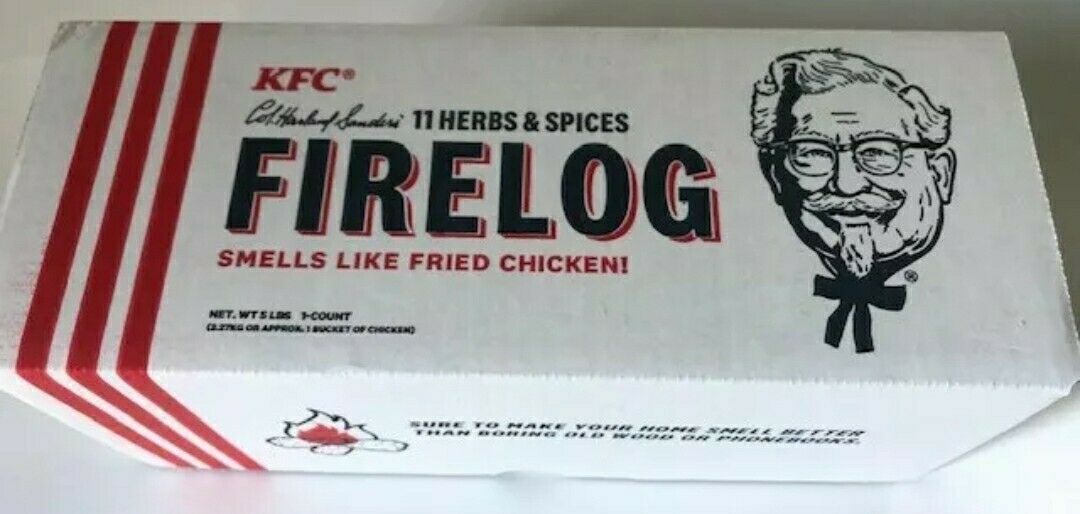 KFC®
Col. Harland Sanders 11 HERBS & SPICES
FIRELOG
SMELLS LIKE FRIED CHICKEN!
NET. WT 5 LBS 1-COUNT
(2.27KG OR APPROX. 1 BUCKET OF CHICKEN)
®
SURE TO MAKE YOUR HOME SMELL BETTER
THAN BORING OLD WOOD OR PHONEBOOKS.